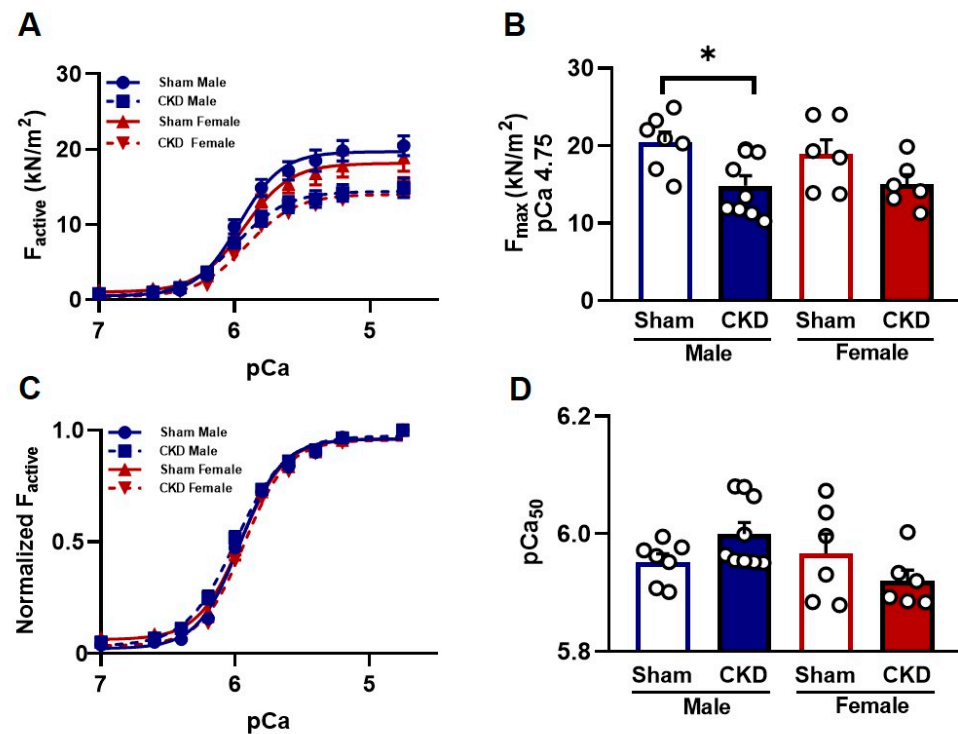 A
Sham Male
CKD Male
Sham Female
CKD Female
30
20
10
0
F_active (kN/m²)
7
6
5
pCa
B
*
30
20
10
0
F_max (kN/m²)
pCa 4.75
Sham
CKD
Sham
CKD
Male
Female
C
Sham Male
CKD Male
Sham Female
CKD Female
1.0
0.5
0
Normalized F_active
7
6
5
pCa
D
6.2
6.0
5.8
pCa₅₀
Sham
CKD
Sham
CKD
Male
Female